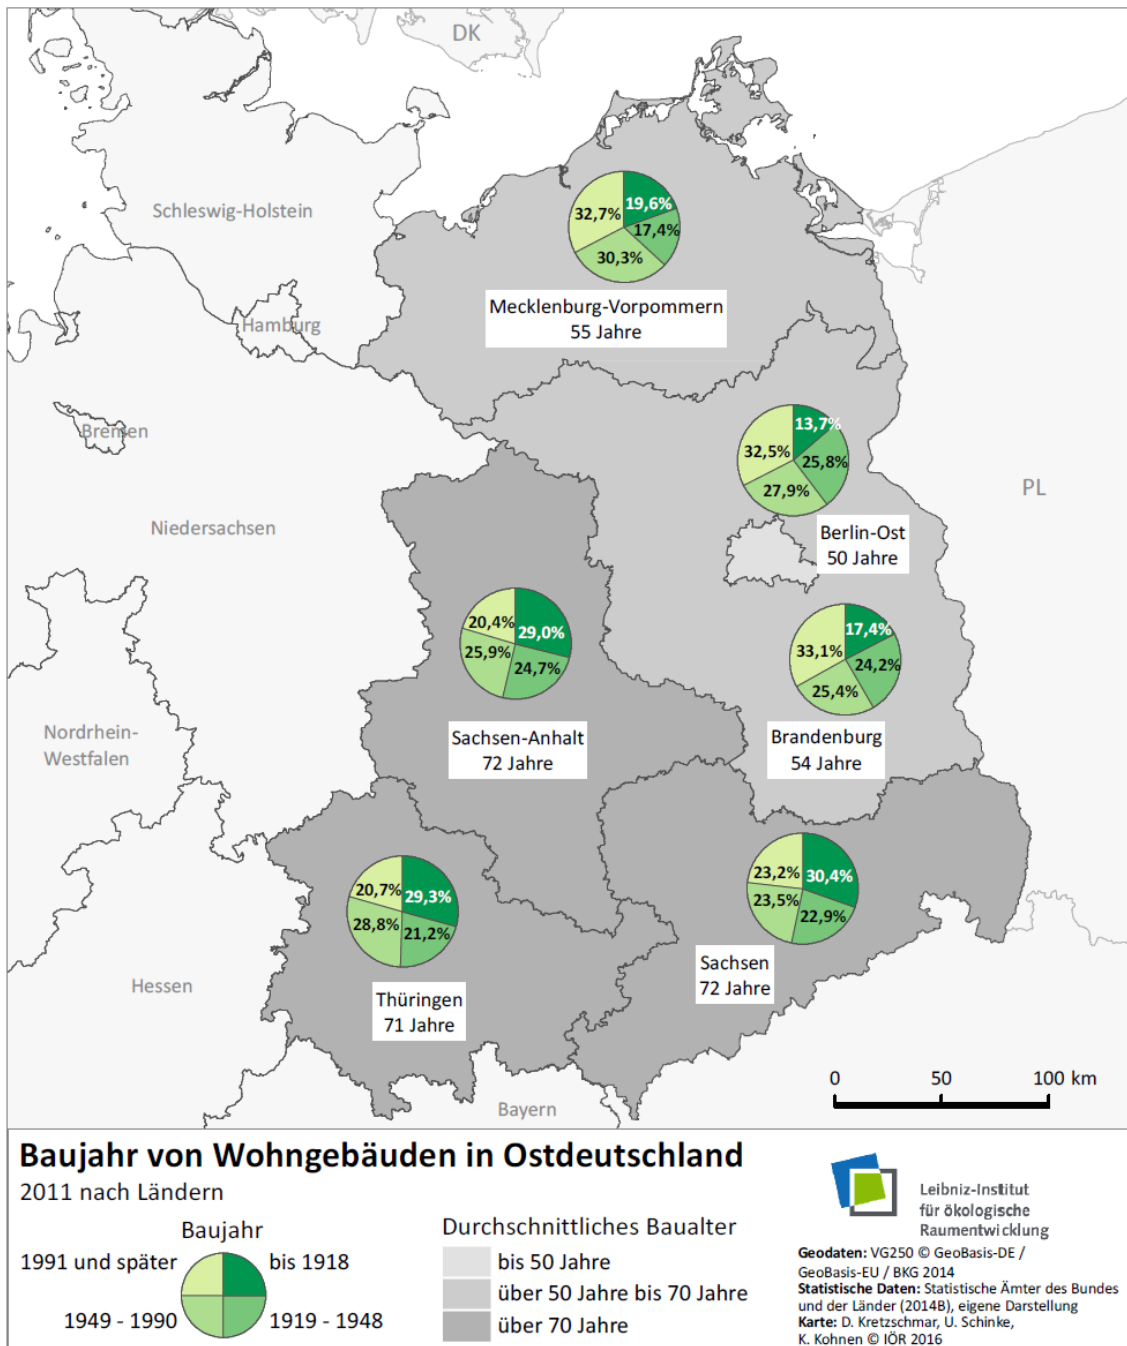 DK
Schleswig-Holstein
32,7%
19,6%
17,4%
30,3%
Mecklenburg-Vorpommern
55 Jahre
Hamburg
Bremen
13,7%
32,5%
25,8%
27,9%
PL
Niedersachsen
Berlin-Ost
50 Jahre
20,4%
29,0%
25,9%
24,7%
17,4%
33,1%
24,2%
25,4%
Nordrhein-
Westfalen
Sachsen-Anhalt
72 Jahre
Brandenburg
54 Jahre
20,7%
29,3%
28,8%
21,2%
23,2%
30,4%
23,5%
22,9%
Hessen
Thüringen
71 Jahre
Sachsen
72 Jahre
0 50 100 km
Bayern
Baujahr von Wohngebäuden in Ostdeutschland
2011 nach Ländern
Baujahr
1991 und später
bis 1918
1949 - 1990
1919 - 1948
Durchschnittliches Baualter
bis 50 Jahre
über 50 Jahre bis 70 Jahre
über 70 Jahre
Leibniz-Institut
für ökologische
Raumentwicklung
Geodaten: VG250 © GeoBasis-DE /
GeoBasis-EU / BKG 2014
Statistische Daten: Statistische Ämter des Bundes
und der Länder (2014B), eigene Darstellung
Karte: D. Kretzschmar, U. Schinke,
K. Kohnen © IÖR 2016